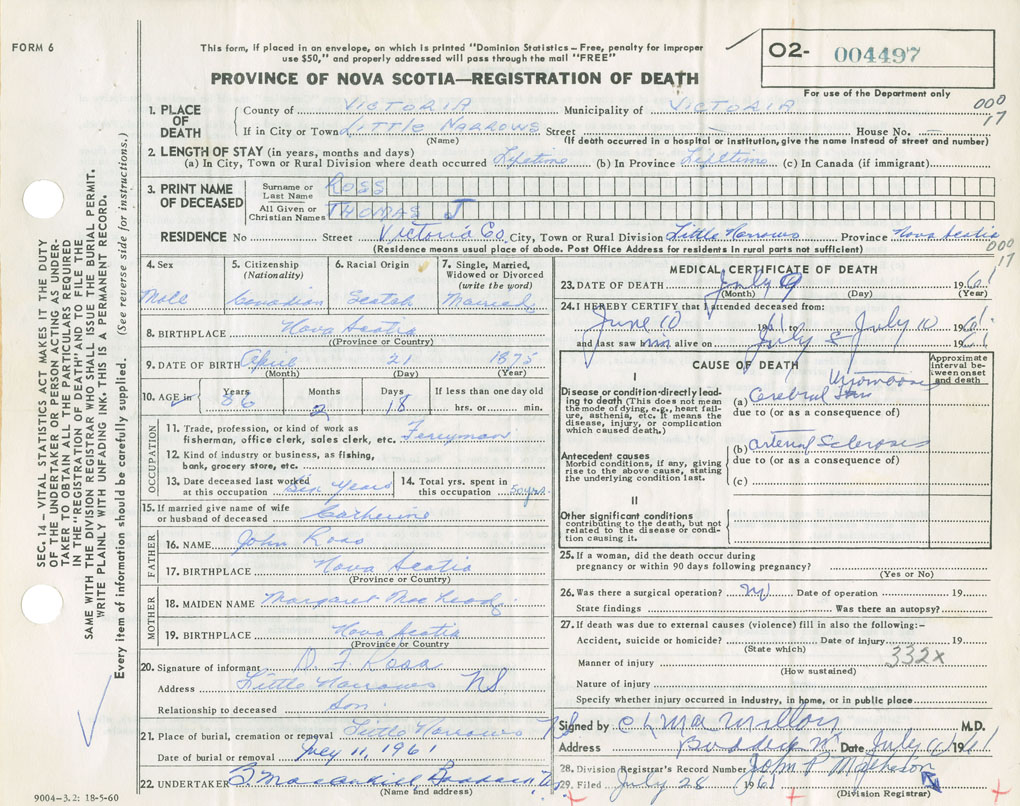 FORM 6
This form, if placed in an envelope, on which is printed "Dominion Statistics – Free, penalty for improper
use $50," and properly addressed will pass through the mail "FREE"
O2- 004497
PROVINCE OF NOVA SCOTIA—REGISTRATION OF DEATH
For use of the Department only
000
17
1. PLACE OF DEATH
County of VICTORIA Municipality of VICTORIA
If in City or Town LITTLE NARROWS Street – House No. –
(Name) (If death occurred in a hospital or institution, give the name instead of street and number)
2. LENGTH OF STAY (in years, months and days)
(a) In City, Town or Rural Division where death occurred Lifetime (b) In Province Lifetime (c) In Canada (if immigrant)
3. PRINT NAME OF DECEASED
Surname or Last Name ROSS
All Given or Christian Names THOMAS J
RESIDENCE No Street Victoria Co. City, Town or Rural Division Little Narrows Province Nova Scotia
(Residence means usual place of abode. Post Office Address for residents in rural parts not sufficient)
000
17
4. Sex
Male
5. Citizenship
(Nationality)
Canadian
6. Racial Origin
Scotch
7. Single, Married,
Widowed or Divorced
(write the word)
Married
8. BIRTHPLACE Nova Scotia
(Province or Country)
9. DATE OF BIRTH April 21 1875
(Month) (Day) (Year)
10. AGE in
Years Months Days If less than one day old
86 2 18 hrs. or min.
OCCUPATION
11. Trade, profession, or kind of work as
fisherman, office clerk, sales clerk, etc. Ferryman
12. Kind of industry or business, as fishing,
bank, grocery store, etc.
13. Date deceased last worked
at this occupation Years
14. Total yrs. spent in
this occupation 50 yrs.
15. If married give name of wife
or husband of deceased Catherine
FATHER
16. NAME John Ross
17. BIRTHPLACE Nova Scotia
(Province or Country)
MOTHER
18. MAIDEN NAME Margaret Mac Leod
19. BIRTHPLACE Nova Scotia
(Province or Country)
20. Signature of informant D. F. Ross
Address Little Narrows NS
Relationship to deceased Son
21. Place of burial, cremation or removal Little Narrows N.S.
Date of burial or removal July 11, 1961
22. UNDERTAKER
(Name and address)
9004-3.2: 18-5-60
MEDICAL CERTIFICATE OF DEATH
23. DATE OF DEATH July 9 1961
(Month) (Day) (Year)
24. I HEREBY CERTIFY that I attended deceased from:
June 10 1961 to July 10 1961
and last saw him alive on July 8 1961
CAUSE OF DEATH
Approximate interval between onset and death
I
Disease or condition directly leading to death (This does not mean
the mode of dying, e.g., heart failure, asthenia, etc. It means the
disease, injury, or complication
which caused death.)
(a) Cerebral
due to (or as a consequence of)
Antecedent causes
Morbid conditions, if any, giving
rise to the above cause, stating
the underlying condition last.
(b) Arterial Sclerosis
due to (or as a consequence of)
(c)
II
Other significant conditions
contributing to the death, but not
related to the disease or condition causing it.
25. If a woman, did the death occur during
pregnancy or within 90 days following pregnancy?
(Yes or No)
26. Was there a surgical operation? Date of operation 19
State findings Was there an autopsy?
27. If death was due to external causes (violence) fill in also the following:-
Accident, suicide or homicide? Date of injury 19
(State which)
332x
Manner of injury
(How sustained)
Nature of injury
Specify whether injury occurred in industry, in home, or in public place
Signed by M.D.
Address Baddeck Date July 1961
28. Division Registrar's Record Number John P Matheson
29. Filed July 28 1961
(Division Registrar)
SEC. 14 – VITAL STATISTICS ACT MAKES IT THE DUTY
OF THE UNDERTAKER OR PERSON ACTING AS UNDERTAKER TO OBTAIN ALL THE PARTICULARS REQUIRED
IN THE "REGISTRATION OF DEATH" AND TO FILE THE
SAME WITH THE DIVISION REGISTRAR WHO SHALL ISSUE THE BURIAL PERMIT.
WRITE PLAINLY WITH UNFADING INK. THIS IS A PERMANENT RECORD.
Every item of information should be carefully supplied. (See reverse side for instructions.)